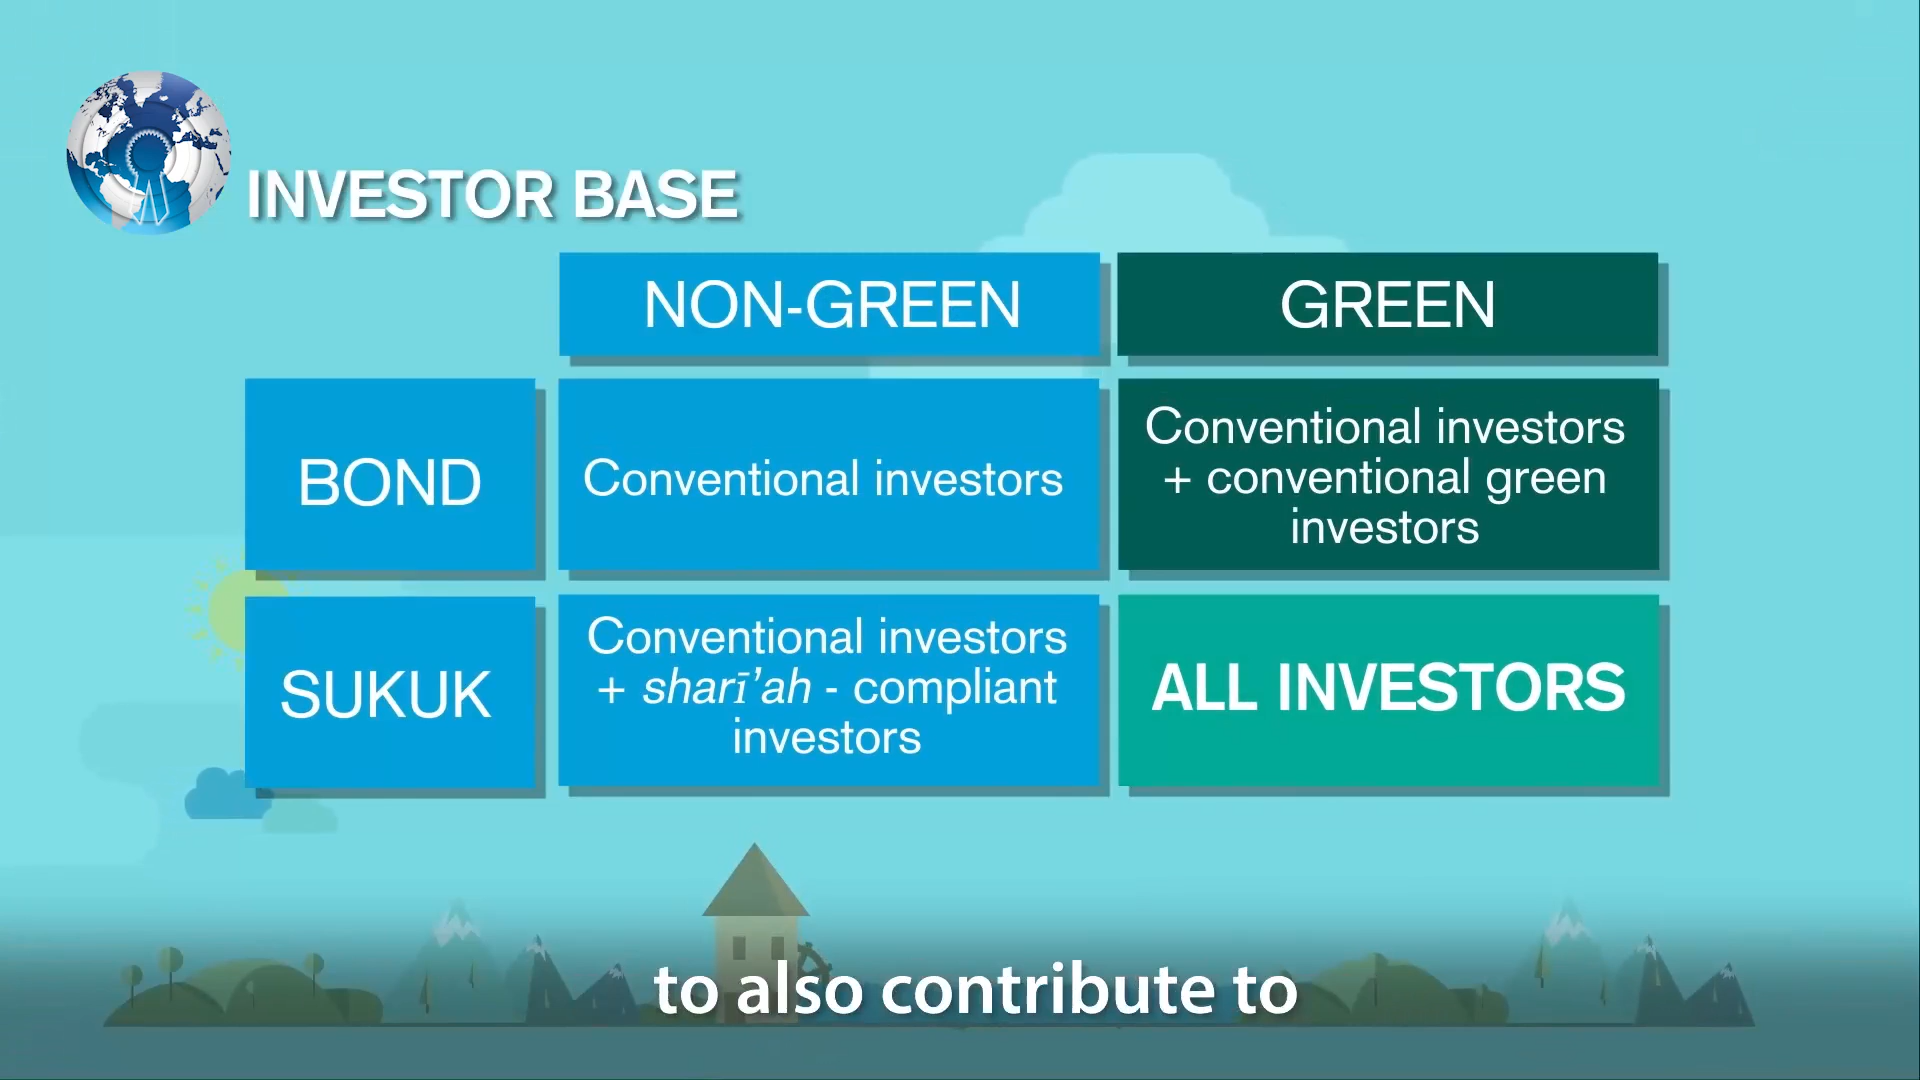 INVESTOR BASE
NON-GREEN
GREEN
BOND
Conventional investors
Conventional investors
+ conventional green
investors
SUKUK
Conventional investors
+ sharī’ah - compliant
investors
ALL INVESTORS
to also contribute to